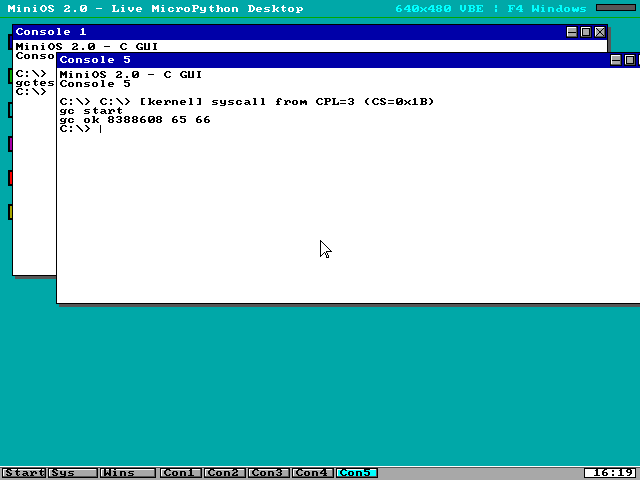 MiniOS 2.0 - Live MicroPython Desktop
640x480 VBE | F4 Windows
Console 1
MiniOS 2.0 - C GUI
Conso
C:\>
gctes
C:\>
Console 5
MiniOS 2.0 - C GUI
Console 5
C:\> C:\> [kernel] syscall from CPL=3 (CS=0x1B)
gc start
gc ok 8388608 65 66
C:\> |
Start Sys Wins Con1 Con2 Con3 Con4 Con5 16:19